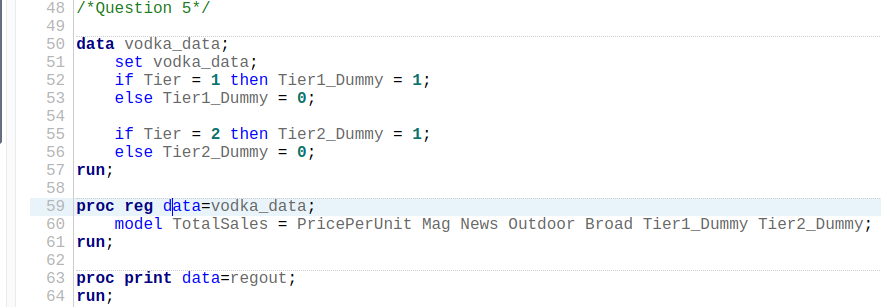 48 /*Question 5*/
49
50 data vodka_data;
51 set vodka_data;
52 if Tier = 1 then Tier1_Dummy = 1;
53 else Tier1_Dummy = 0;
54
55 if Tier = 2 then Tier2_Dummy = 1;
56 else Tier2_Dummy = 0;
57 run;
58
59 proc reg data=vodka_data;
60 model TotalSales = PricePerUnit Mag News Outdoor Broad Tier1_Dummy Tier2_Dummy;
61 run;
62
63 proc print data=regout;
64 run;